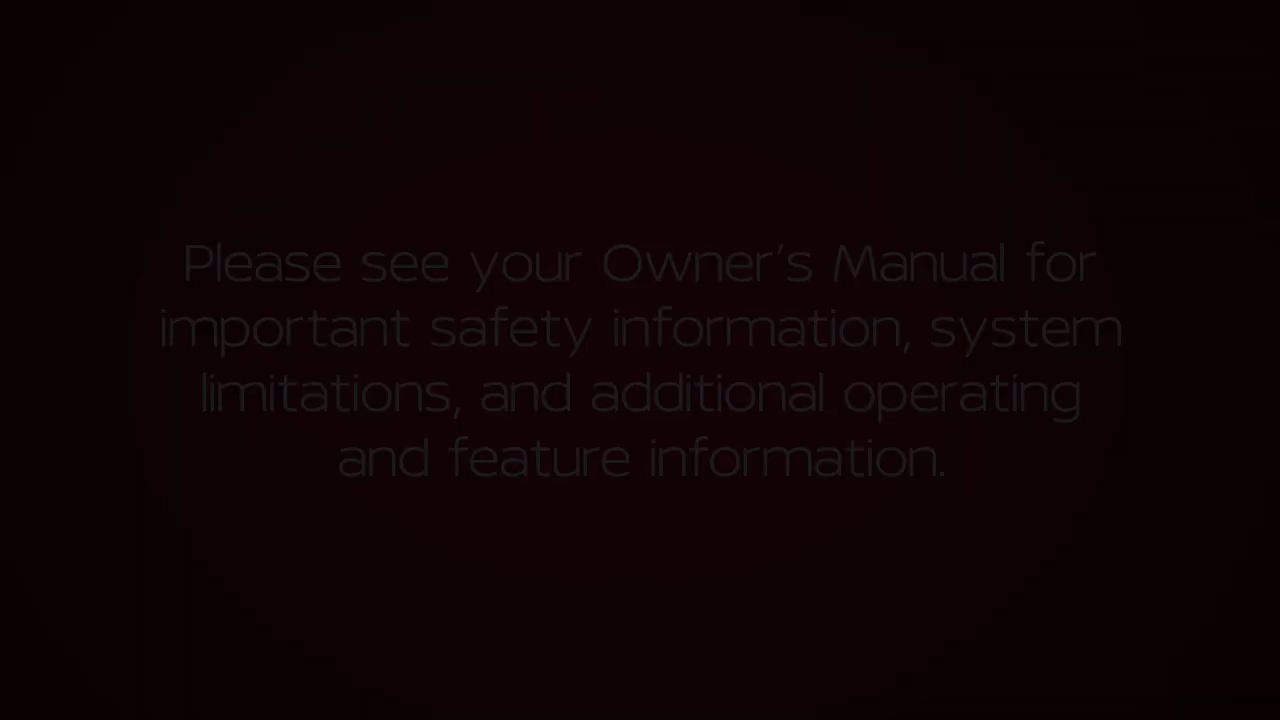 Please see your Owner’s Manual for
important safety information, system
limitations, and additional operating
and feature information.